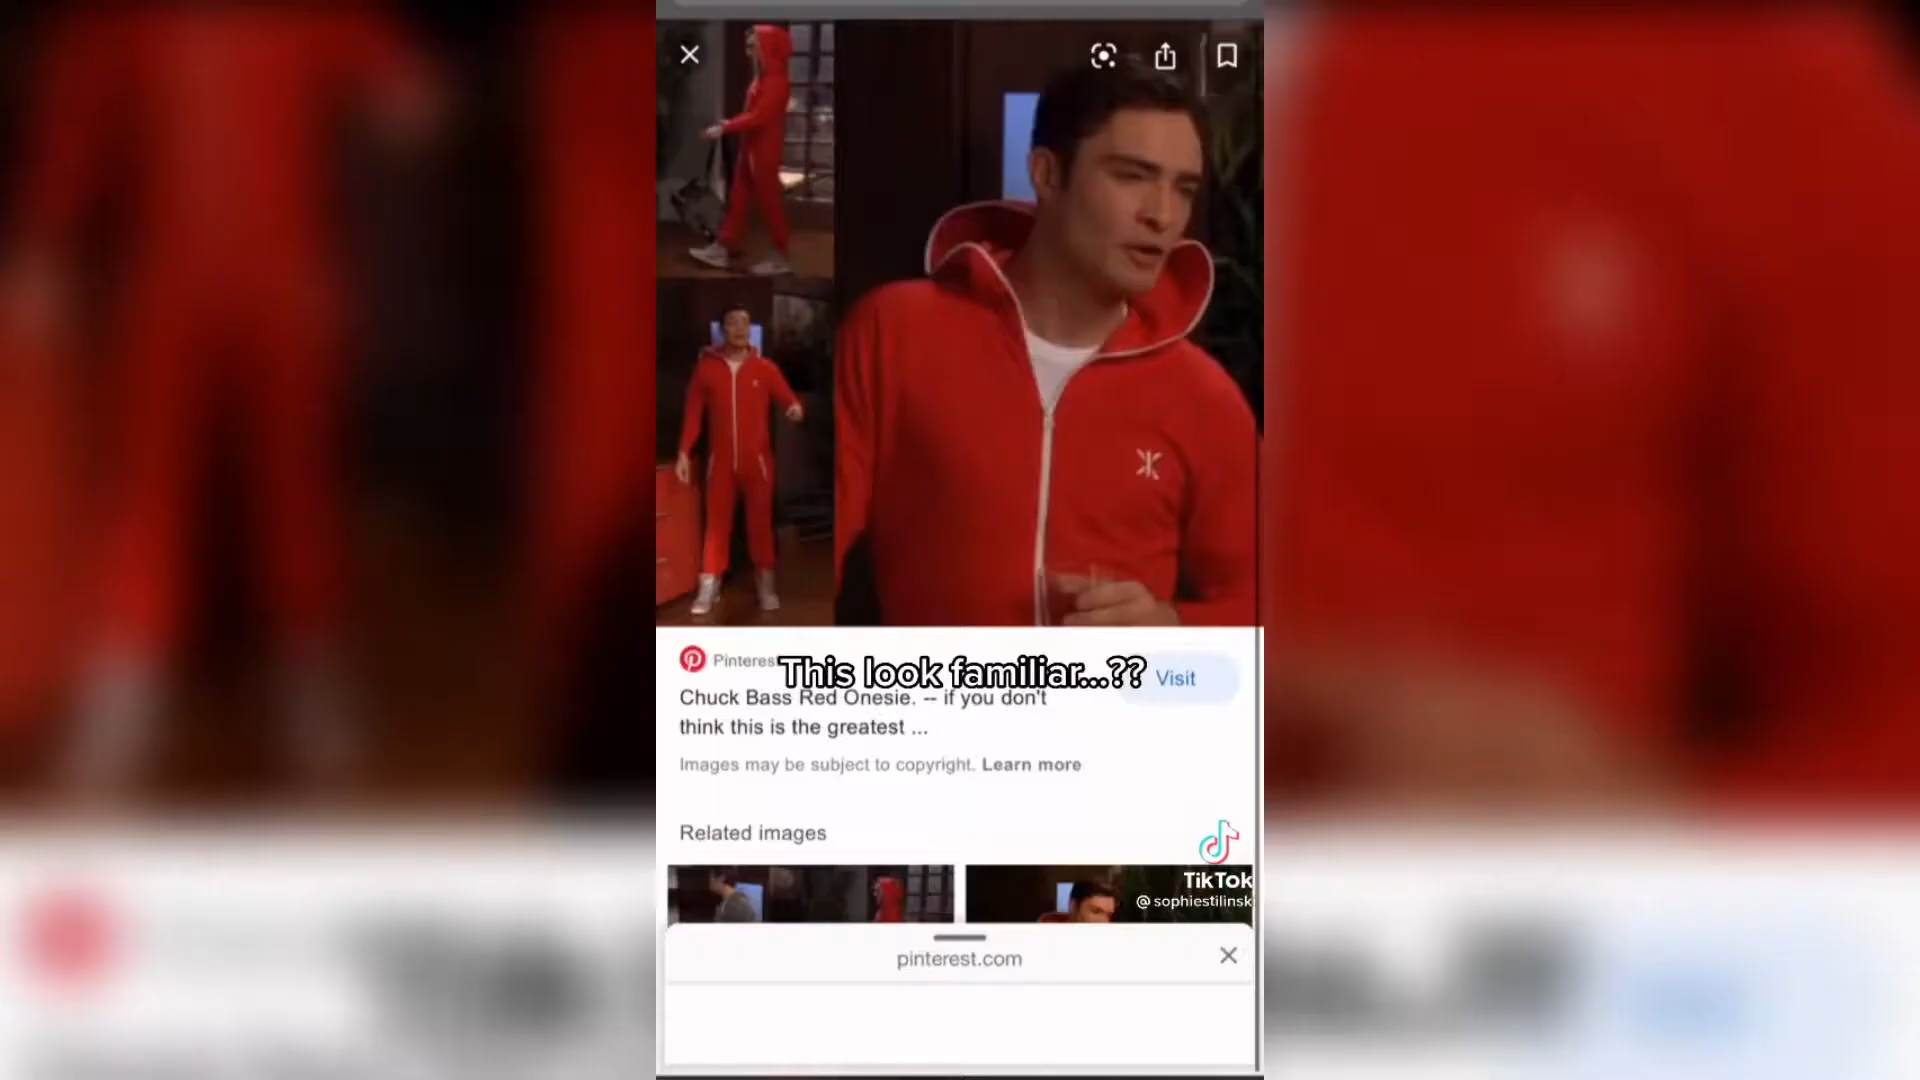 Pinteres
This look familiar...??
Visit
Chuck Bass Red Onesie. -- if you don't
think this is the greatest ...
Images may be subject to copyright. Learn more
Related images
TikTok
@sophiestilinsk
pinterest.com